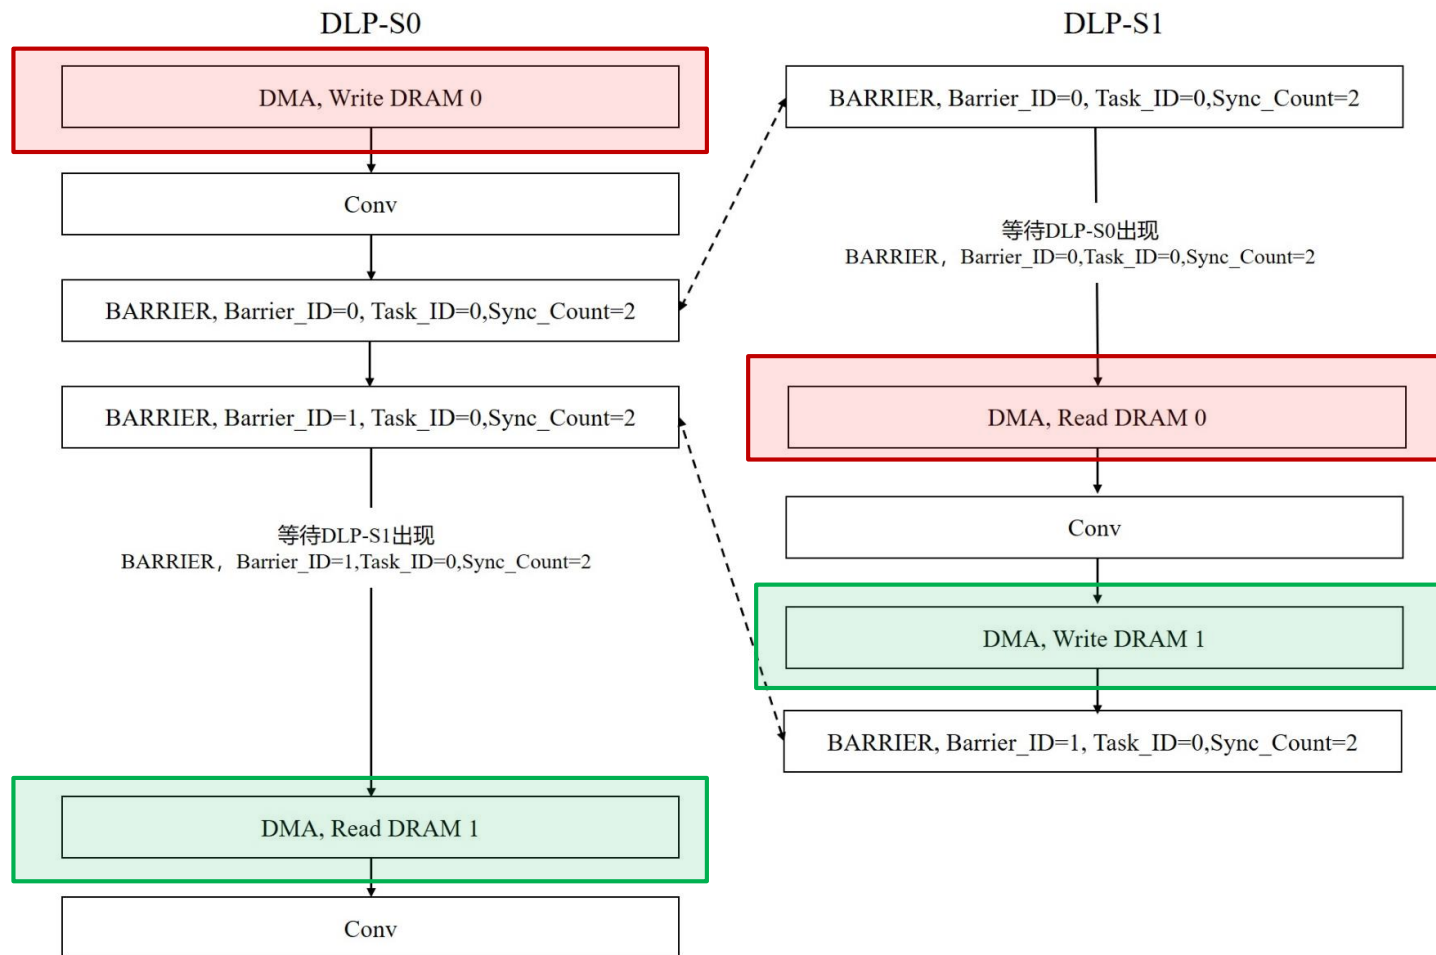 DLP-S0
DMA, Write DRAM 0
Conv
BARRIER, Barrier_ID=0, Task_ID=0,Sync_Count=2
BARRIER, Barrier_ID=1, Task_ID=0,Sync_Count=2
等待DLP-S1出现
BARRIER，Barrier_ID=1,Task_ID=0,Sync_Count=2
DMA, Read DRAM 1
Conv
DLP-S1
BARRIER, Barrier_ID=0, Task_ID=0,Sync_Count=2
等待DLP-S0出现
BARRIER，Barrier_ID=0,Task_ID=0,Sync_Count=2
DMA, Read DRAM 0
Conv
DMA, Write DRAM 1
BARRIER, Barrier_ID=1, Task_ID=0,Sync_Count=2